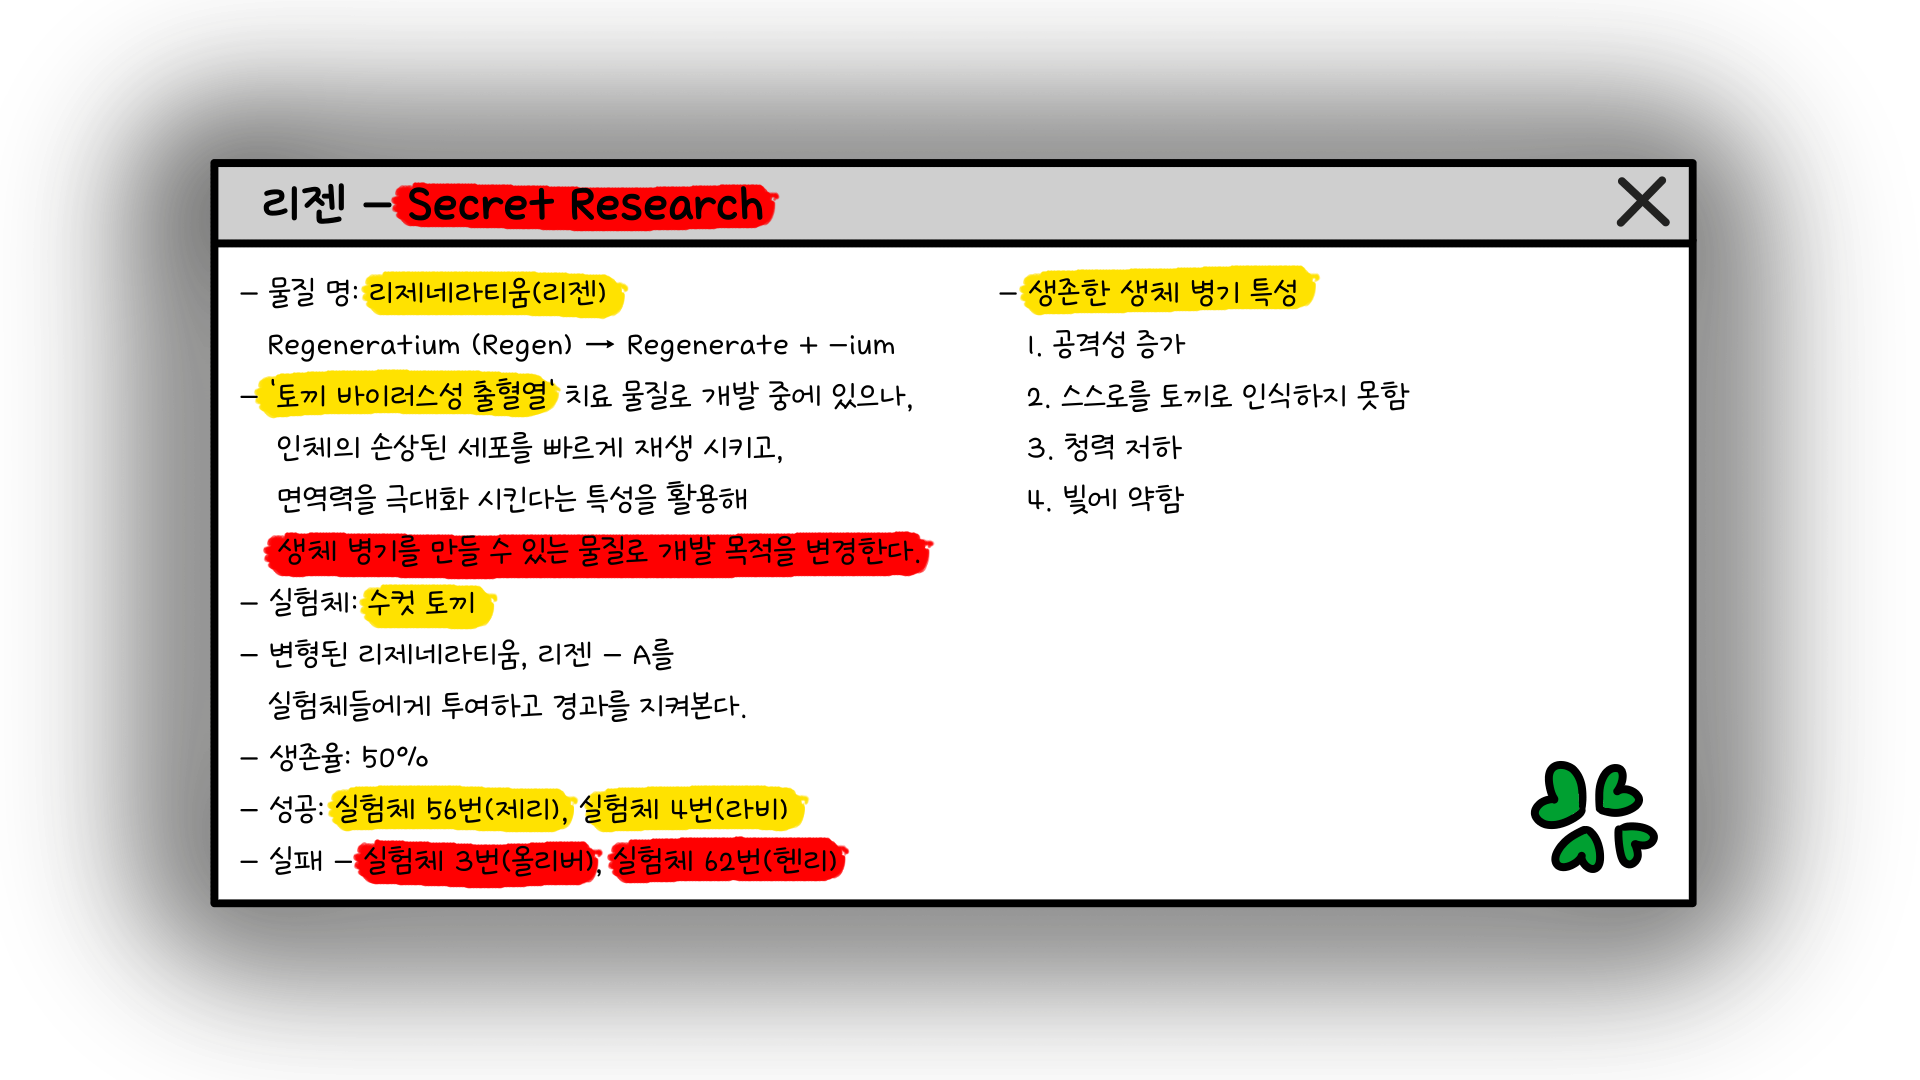 리젠 - Secret Research
- 물질 명: 리제네라티움(리젠)
Regeneratium (Regen) → Regenerate + -ium
- '토끼 바이러스성 출혈열' 치료 물질로 개발 중에 있으나,
인체의 손상된 세포를 빠르게 재생 시키고,
면역력을 극대화 시킨다는 특성을 활용해
생체 병기를 만들 수 있는 물질로 개발 목적을 변경한다.
- 실험체: 수컷 토끼
- 변형된 리제네라티움, 리젠 - A를
실험체들에게 투여하고 경과를 지켜본다.
- 생존율: 50%
- 성공: 실험체 56번(제리), 실험체 4번(라비)
- 실패 - 실험체 3번(올리버), 실험체 62번(헨리)
- 생존한 생체 병기 특성
1. 공격성 증가
2. 스스로를 토끼로 인식하지 못함
3. 청력 저하
4. 빛에 약함